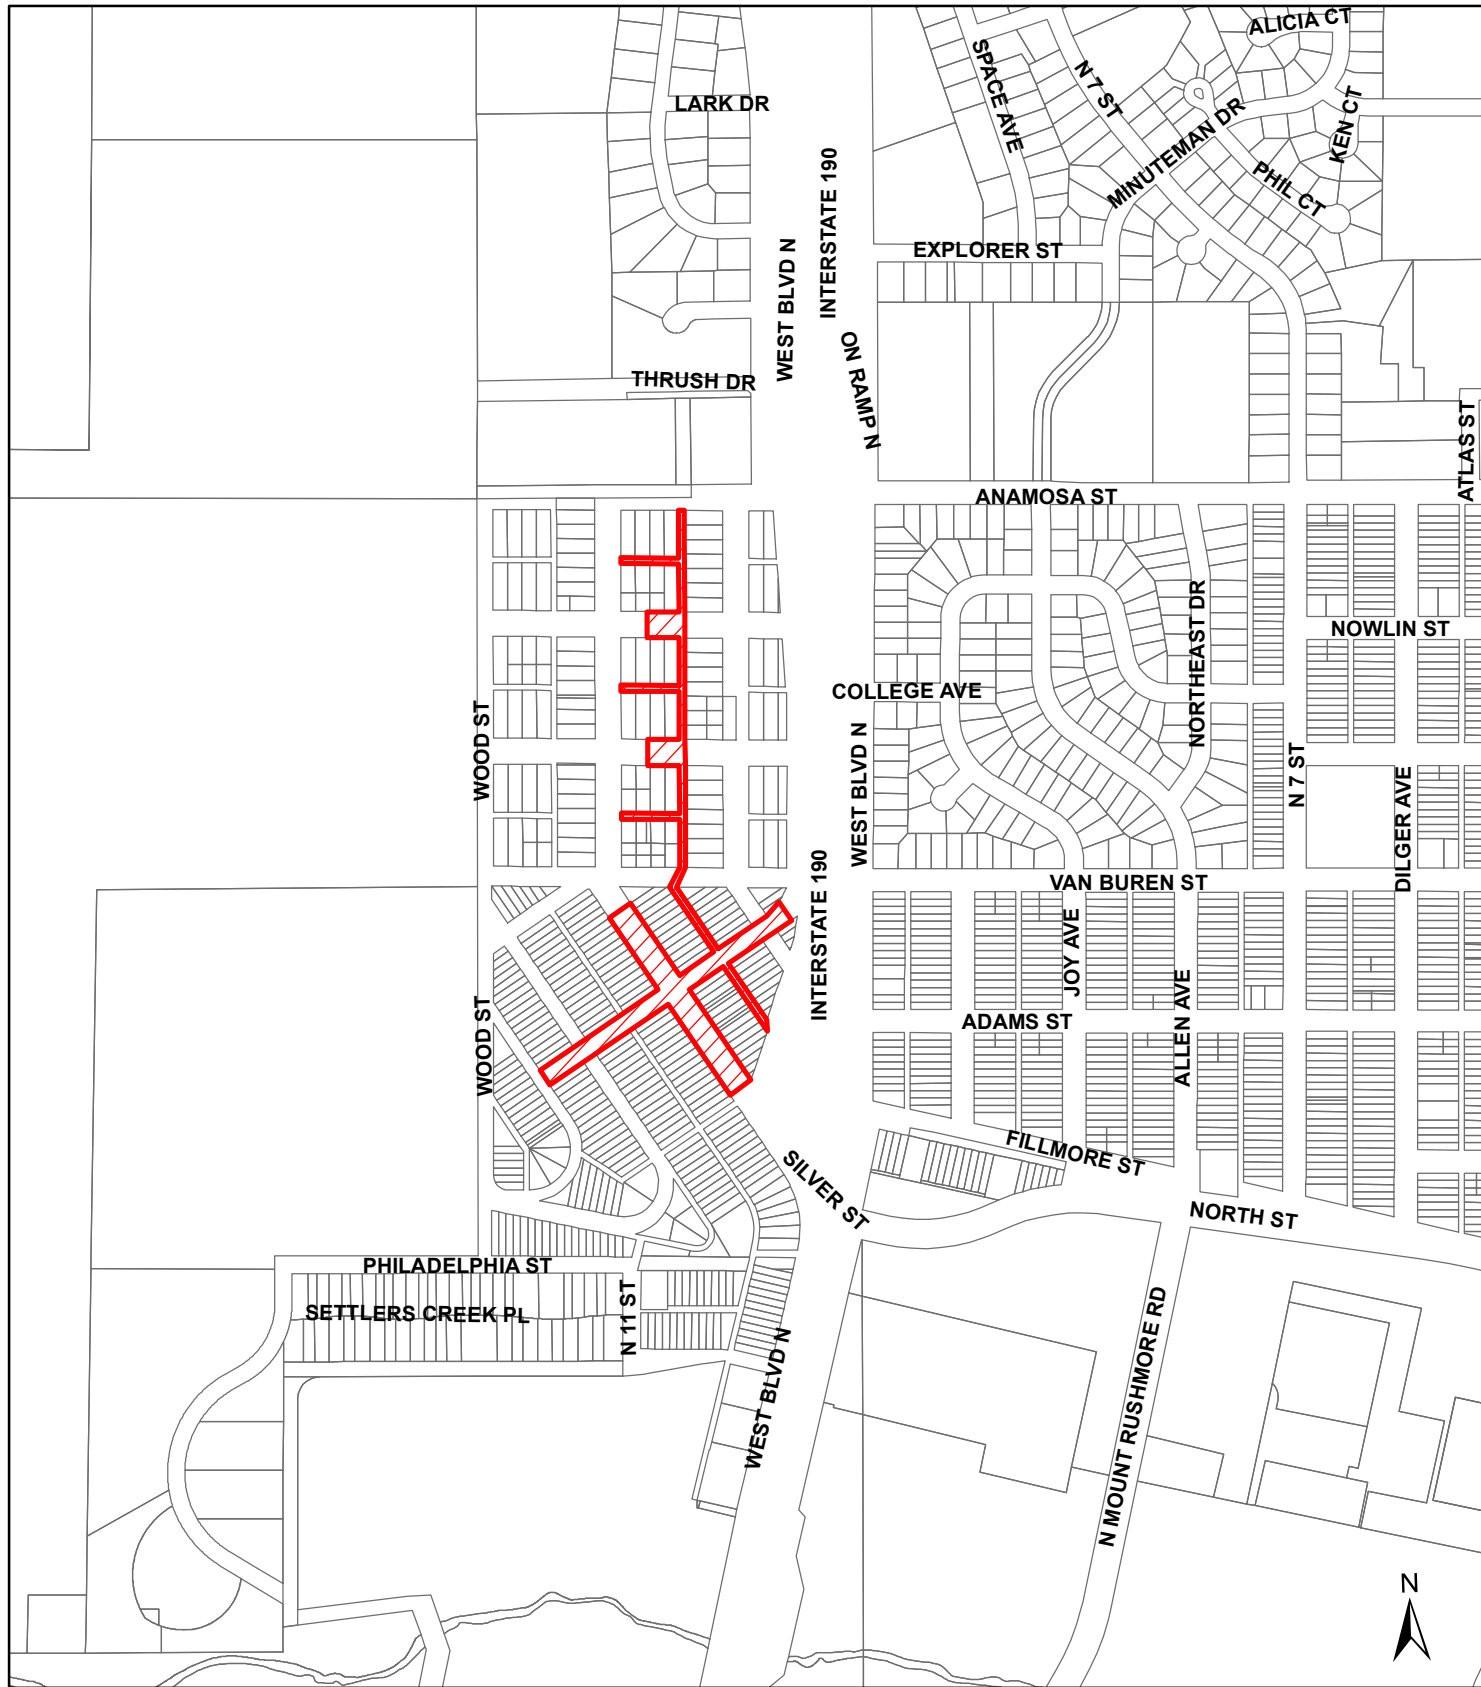 ALICIA CT
SPACE AVE
N 7 ST
LARK DR
MINUTEMAN DR
KEN CT
PHIL CT
INTERSTATE 190
WEST BLVD N
EXPLORER ST
ON RAMP N
THRUSH DR
ATLAS ST
ANAMOSA ST
NORTHEAST DR
NOWLIN ST
COLLEGE AVE
WOOD ST
WEST BLVD N
N 7 ST
DILGER AVE
INTERSTATE 190
VAN BUREN ST
JOY AVE
WOOD ST
ADAMS ST
ALLEN AVE
FILLMORE ST
SILVER ST
NORTH ST
PHILADELPHIA ST
SETTLERS CREEK PL
N 11 ST
WEST BLVD N
N MOUNT RUSHMORE RD
N